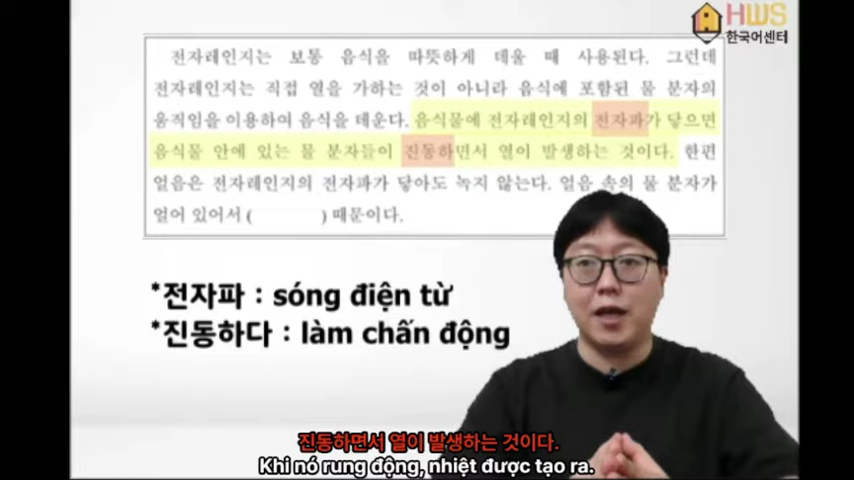 HWS
한국어센터
전자레인지는 보통 음식을 따뜻하게 데울 때 사용된다. 그런데
전자레인지는 직접 열을 가하는 것이 아니라 음식에 포함된 물 분자의
움직임을 이용하여 음식을 데운다. 음식물에 전자레인지의 전자파가 닿으면
음식물 안에 있는 물 분자들이 진동하면서 열이 발생하는 것이다. 한편
얼음은 전자레인지의 전자파가 닿아도 녹지 않는다. 얼음 속의 물 분자가
얼어 있어서 ( ) 때문이다.
*전자파 : sóng điện từ
*진동하다 : làm chấn động
진동하면서 열이 발생하는 것이다.
Khi nó rung động, nhiệt được tạo ra.